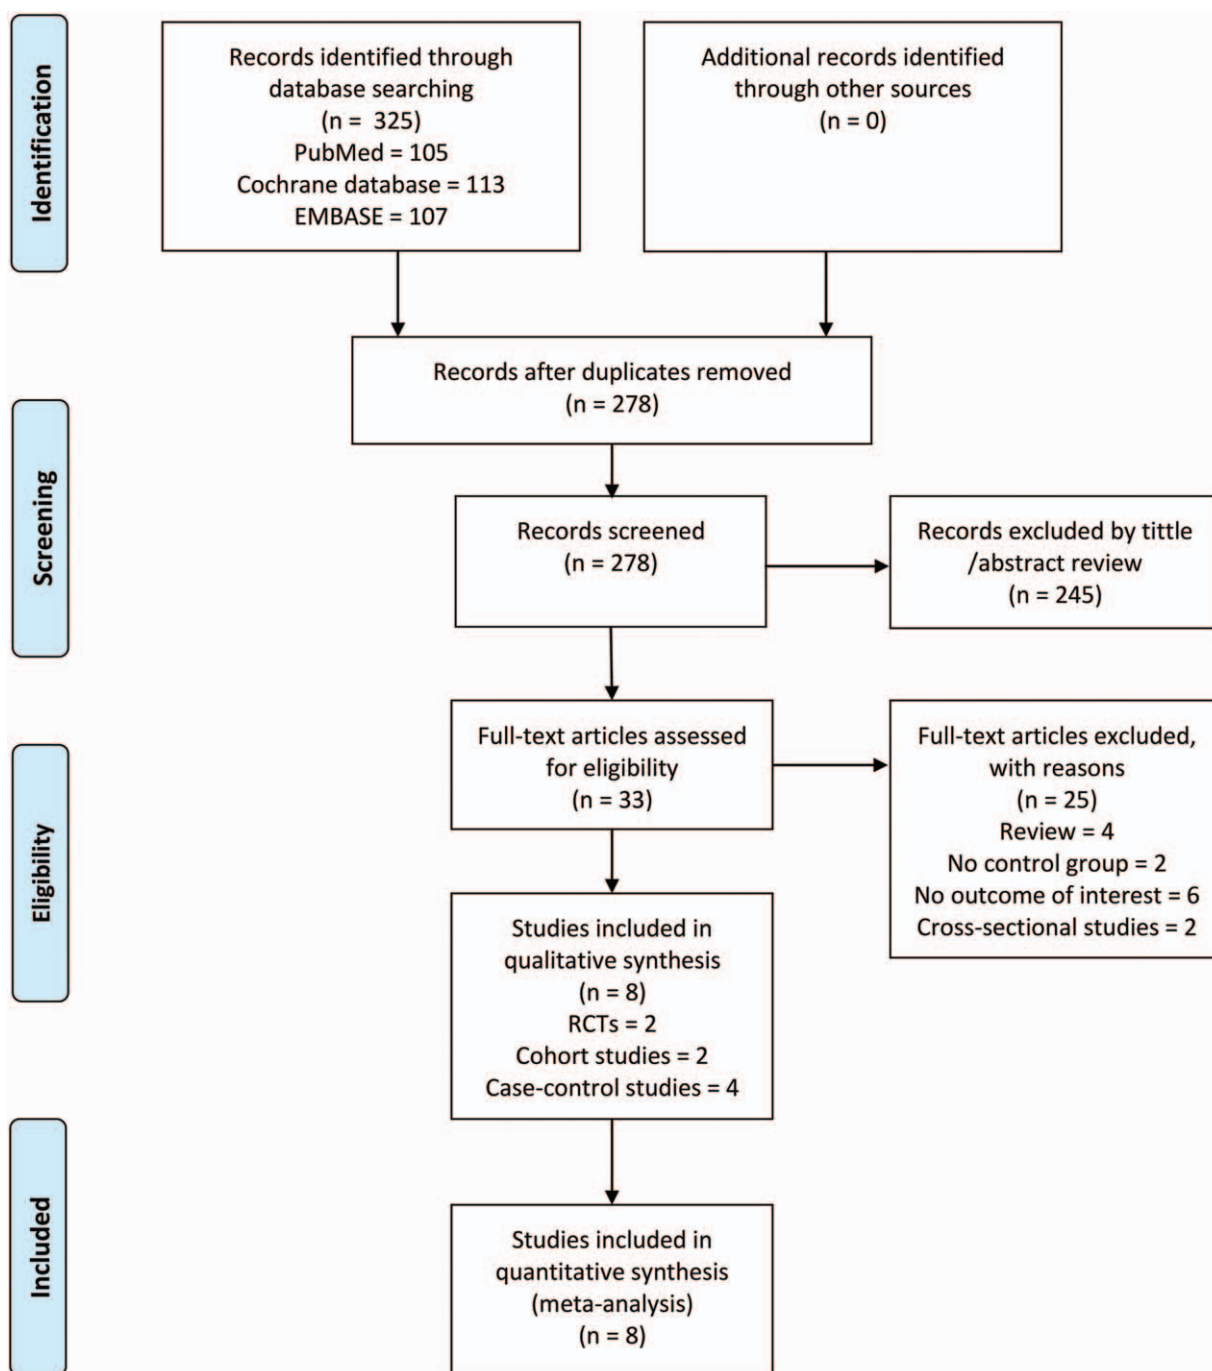 Identification
Records identified through
database searching
(n = 325)
PubMed = 105
Cochrane database = 113
EMBASE = 107
Additional records identified
through other sources
(n = 0)
Records after duplicates removed
(n = 278)
Screening
Records screened
(n = 278)
Records excluded by tittle
/abstract review
(n = 245)
Eligibility
Full-text articles assessed
for eligibility
(n = 33)
Full-text articles excluded,
with reasons
(n = 25)
Review = 4
No control group = 2
No outcome of interest = 6
Cross-sectional studies = 2
Studies included in
qualitative synthesis
(n = 8)
RCTs = 2
Cohort studies = 2
Case-control studies = 4
Included
Studies included in
quantitative synthesis
(meta-analysis)
(n = 8)